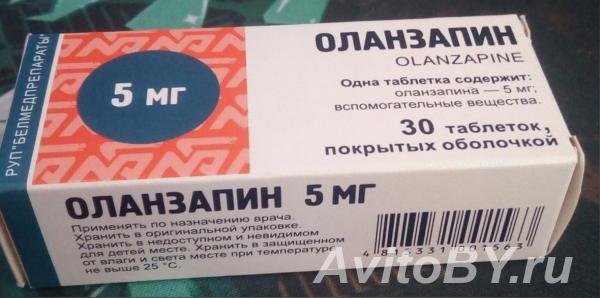 РУП "БЕЛМЕДПРЕПАРАТЫ"
5 мг
ОЛАНЗАПИН
OLANZAPINE
Одна таблетка содержит:
оланзапина — 5 мг;
вспомогательные вещества.
30 таблеток,
покрытых оболочкой
ОЛАНЗАПИН 5 МГ
Применять по назначению врача.
Хранить в оригинальной упаковке.
Хранить в недоступном и невидимом
для детей месте. Хранить в защищенном
от влаги и света месте при температуре
не выше 25 °C.
AvitoBY.ru